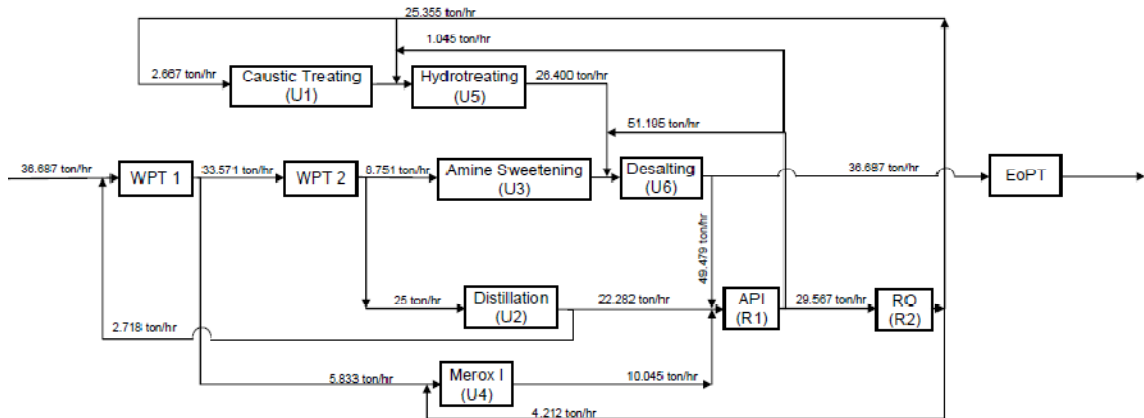 25.355 ton/hr
1.045 ton/hr
2.667 ton/hr
Caustic Treating
(U1)
Hydrotreating
(U5)
26.400 ton/hr
51.105 ton/hr
36.687 ton/hr
WPT 1
33.571 ton/hr
WPT 2
8.751 ton/hr
Amine Sweetening
(U3)
Desalting
(U6)
36.687 ton/hr
EoPT
49.479 ton/hr
25 ton/hr
Distillation
(U2)
22.282 ton/hr
API
(R1)
29.567 ton/hr
RO
(R2)
2.718 ton/hr
5.833 ton/hr
Merox I
(U4)
10.045 ton/hr
4.212 ton/hr